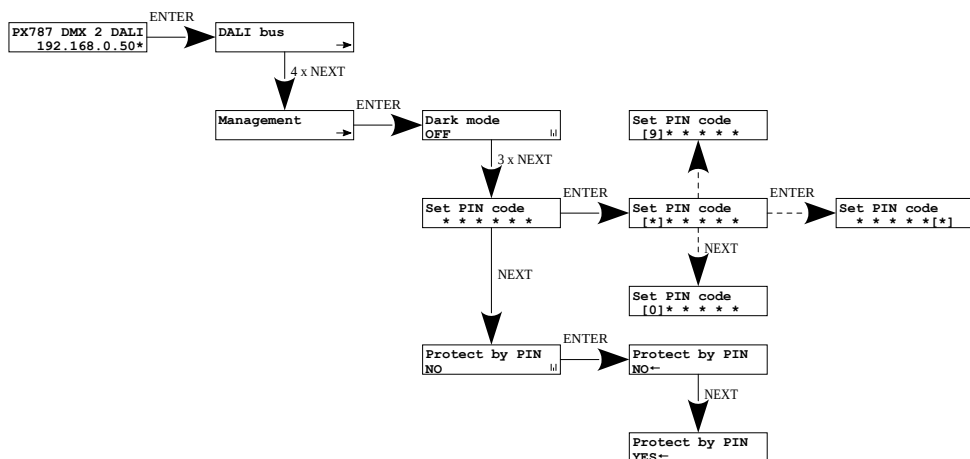 ENTER
PX787 DMX 2 DALI
192.168.0.50*
DALI bus
4 x NEXT
Management
ENTER
Dark mode
OFF
Set PIN code
[9]* * * * *
3 x NEXT
Set PIN code
* * * * * *
ENTER
Set PIN code
[*]* * * * *
ENTER
Set PIN code
* * * * *[*]
NEXT
NEXT
Set PIN code
[0]* * * * *
Protect by PIN
NO
ENTER
Protect by PIN
NO←
NEXT
Protect by PIN
YES←